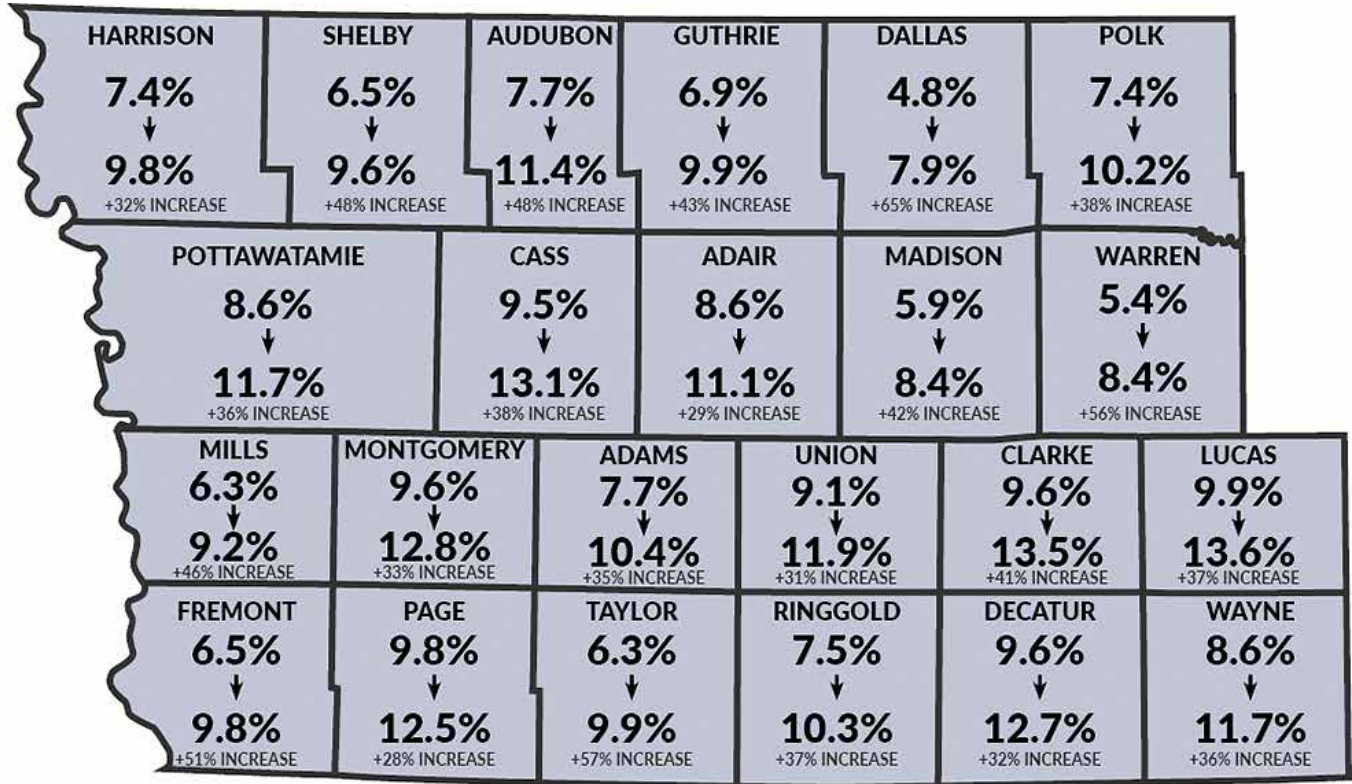 HARRISON
7.4%
9.8%
+32% INCREASE
SHELBY
6.5%
9.6%
+48% INCREASE
AUDUBON
7.7%
11.4%
+48% INCREASE
GUTHRIE
6.9%
9.9%
+43% INCREASE
DALLAS
4.8%
7.9%
+65% INCREASE
POLK
7.4%
10.2%
+38% INCREASE
POTTAWATAMIE
8.6%
11.7%
+36% INCREASE
CASS
9.5%
13.1%
+38% INCREASE
ADAIR
8.6%
11.1%
+29% INCREASE
MADISON
5.9%
8.4%
+42% INCREASE
WARREN
5.4%
8.4%
+56% INCREASE
MILLS
6.3%
9.2%
+46% INCREASE
MONTGOMERY
9.6%
12.8%
+33% INCREASE
ADAMS
7.7%
10.4%
+35% INCREASE
UNION
9.1%
11.9%
+31% INCREASE
CLARKE
9.6%
13.5%
+41% INCREASE
LUCAS
9.9%
13.6%
+37% INCREASE
FREMONT
6.5%
9.8%
+51% INCREASE
PAGE
9.8%
12.5%
+28% INCREASE
TAYLOR
6.3%
9.9%
+57% INCREASE
RINGGOLD
7.5%
10.3%
+37% INCREASE
DECATUR
9.6%
12.7%
+32% INCREASE
WAYNE
8.6%
11.7%
+36% INCREASE